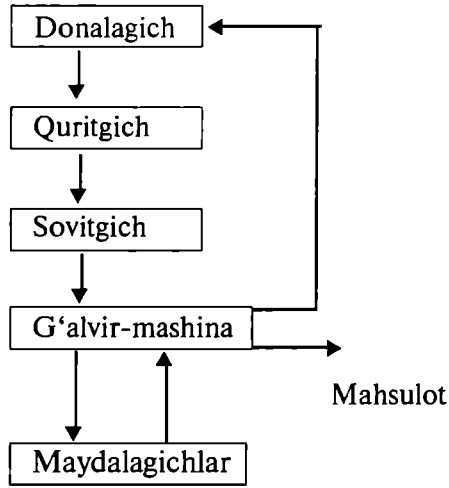 Donalagich
Quritgich
Sovitgich
G‘alvir-mashina
Mahsulot
Maydalagichlar